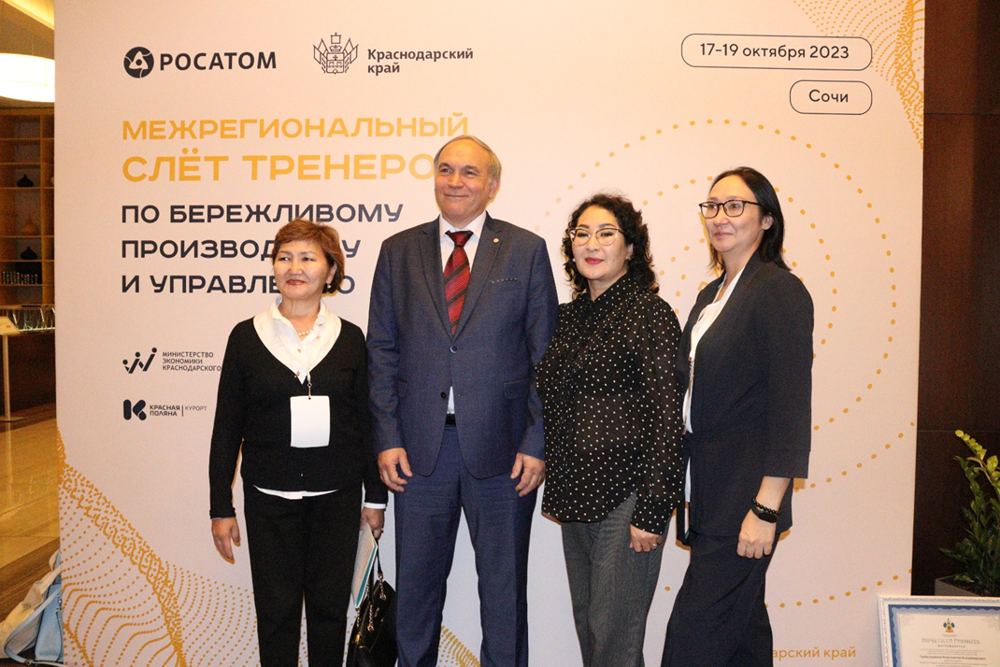 РОСАТОМ
Краснодарский
край
17–19 октября 2023
Сочи
МЕЖРЕГИОНАЛЬНЫЙ
СЛЁТ ТРЕНЕРО
ПО БЕРЕЖЛИВОМУ
ПРОИЗВОД У
И УПРАВЛЕ Ю
МИНИСТЕРСТВО
ЭКОНОМИКИ
КРАСНОДАРСКОГО
КРАСНАЯ
ПОЛЯНА | КУРОРТ
дарский край
ПОЧЕТНАЯ ГРАМОТА